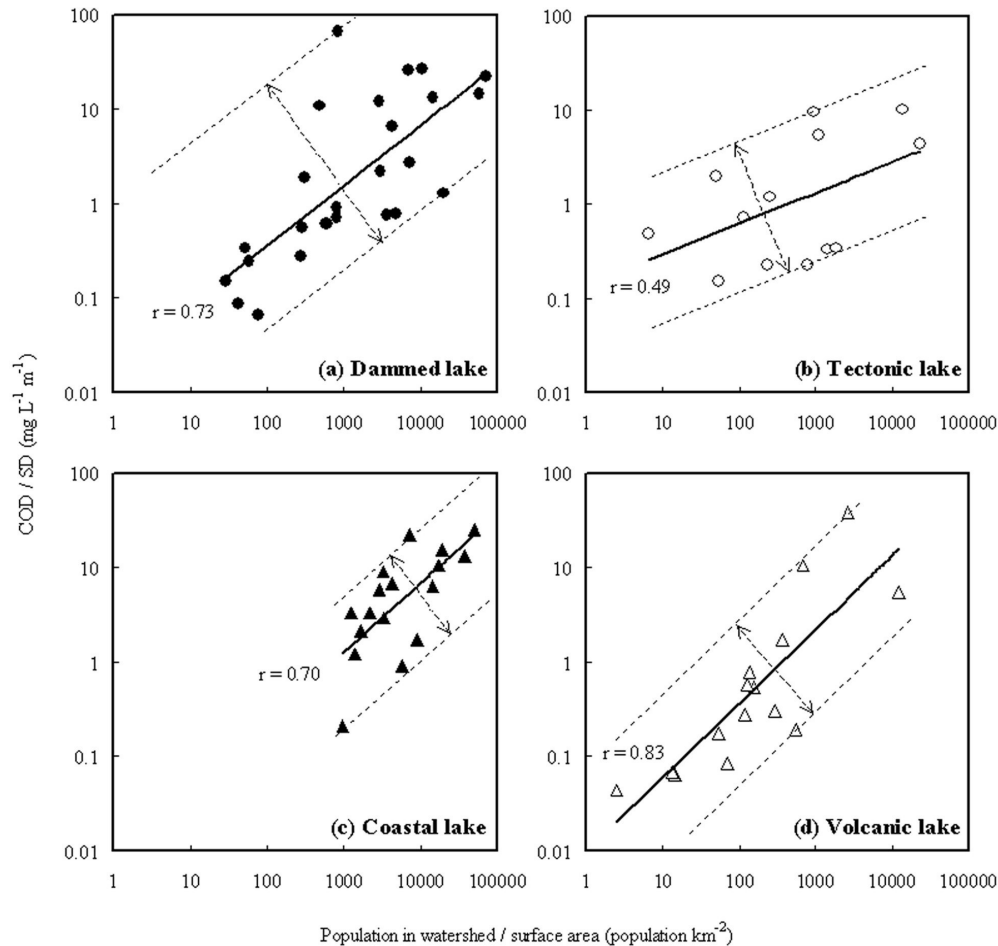 COD / SD (mg L⁻¹ m⁻¹)
100
10
1
0.1
0.01
r = 0.73
(a) Dammed lake
1 10 100 1000 10000 100000
100
10
1
0.1
0.01
r = 0.49
(b) Tectonic lake
1 10 100 1000 10000 100000
100
10
1
0.1
0.01
r = 0.70
(c) Coastal lake
1 10 100 1000 10000 100000
100
10
1
0.1
0.01
r = 0.83
(d) Volcanic lake
1 10 100 1000 10000 100000
Population in watershed / surface area (population km⁻²)